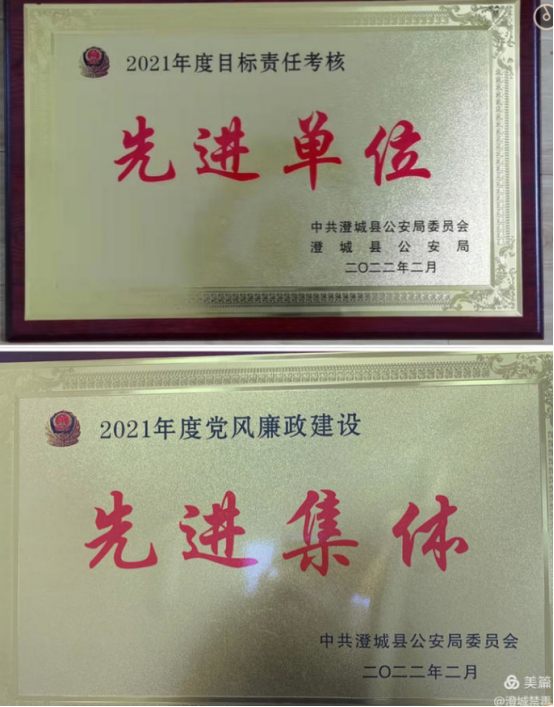 2021年度目标责任考核
先进单位
中共澄城县公安局委员会
澄城县公安局
二〇二二年二月
2021年度党风廉政建设
先进集体
中共澄城县公安局委员会
二〇二二年二月
美篇
@澄城禁毒